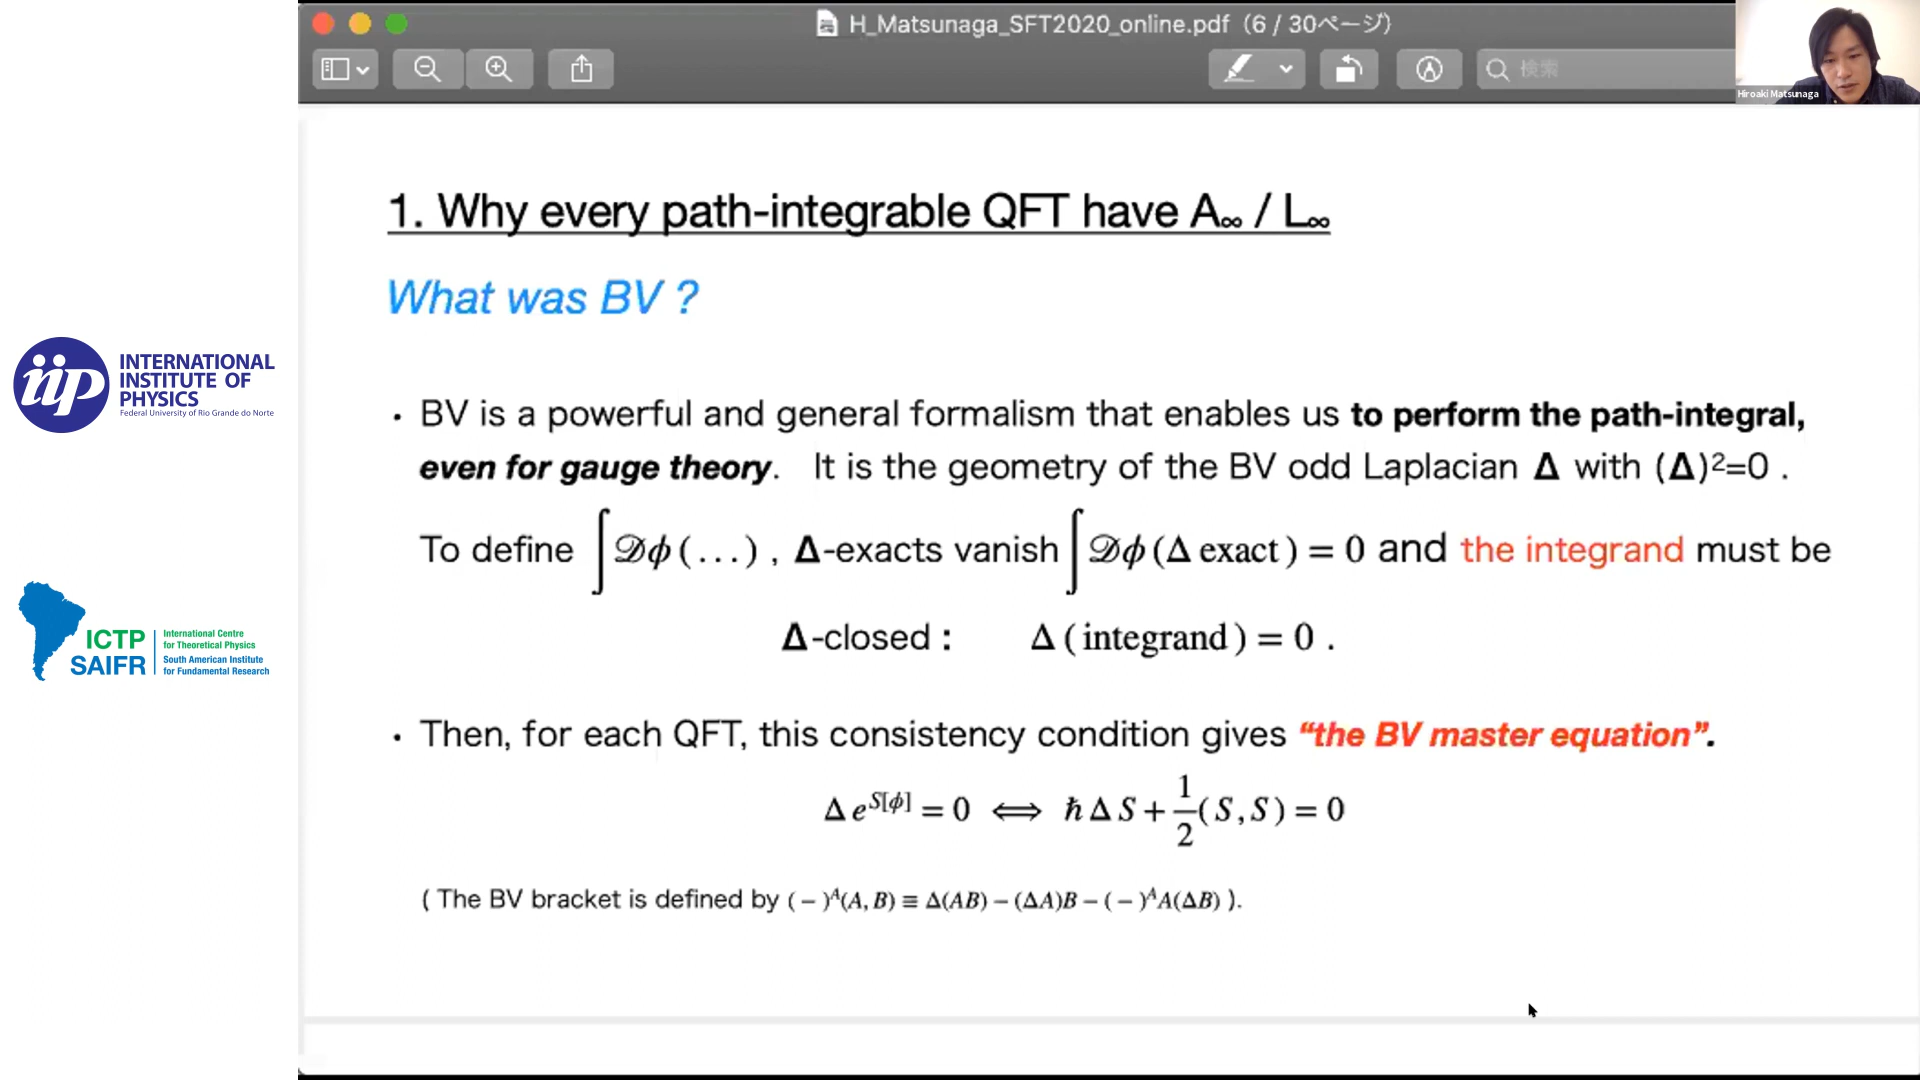 H_Matsunaga_SFT2020_online.pdf（6 / 30ページ）
検索
Hiroaki Matsunaga
1. Why every path-integrable QFT have A∞ / L∞
What was BV ?
・BV is a powerful and general formalism that enables us to perform the path-integral,
even for gauge theory. It is the geometry of the BV odd Laplacian Δ with (Δ)²=0 .
To define ∫𝒟ϕ(...) , Δ-exacts vanish ∫𝒟ϕ(Δ exact) = 0 and the integrand must be
Δ-closed : Δ ( integrand ) = 0 .
・Then, for each QFT, this consistency condition gives “the BV master equation”.
Δ e^{S[ϕ]} = 0 ⟺ ħ Δ S + 1/2 ( S , S ) = 0
( The BV bracket is defined by (−)^A(A, B) ≡ Δ(AB) − (ΔA)B − (−)^A A(ΔB) ).
iip
INTERNATIONAL
INSTITUTE OF
PHYSICS
Federal University of Rio Grande do Norte
ICTP
SAIFR
International Centre
for Theoretical Physics
South American Institute
for Fundamental Research